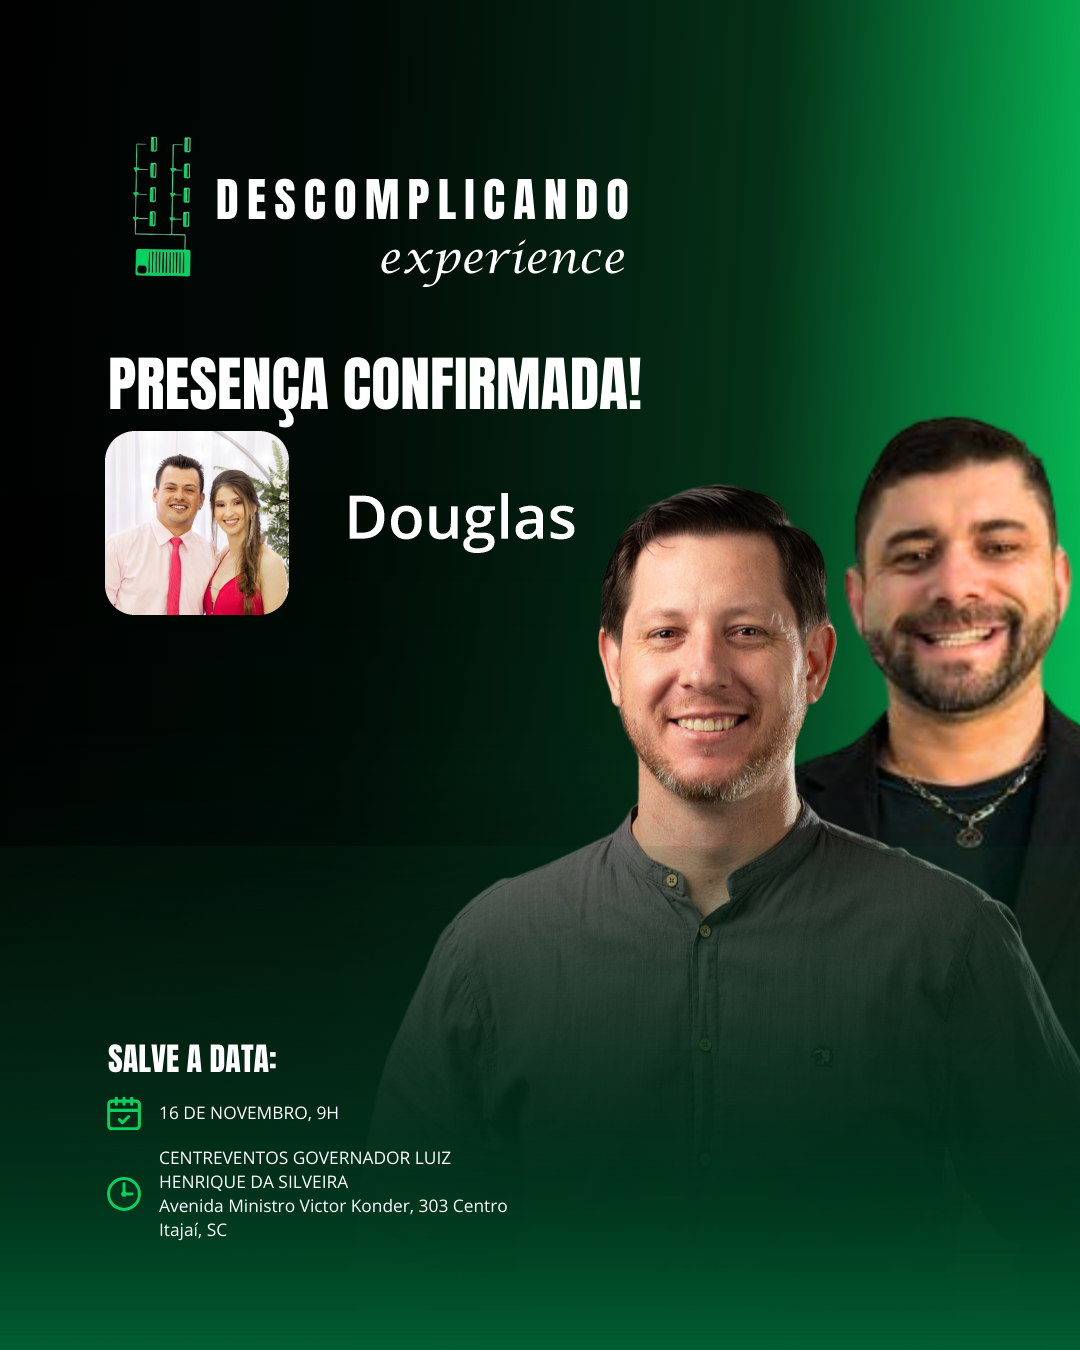 DESCOMPLICANDO
experience
PRESENÇA CONFIRMADA!
Douglas
SALVE A DATA:
16 DE NOVEMBRO, 9H
CENTREVENTOS GOVERNADOR LUIZ
HENRIQUE DA SILVEIRA
Avenida Ministro Victor Konder, 303 Centro
Itajaí, SC